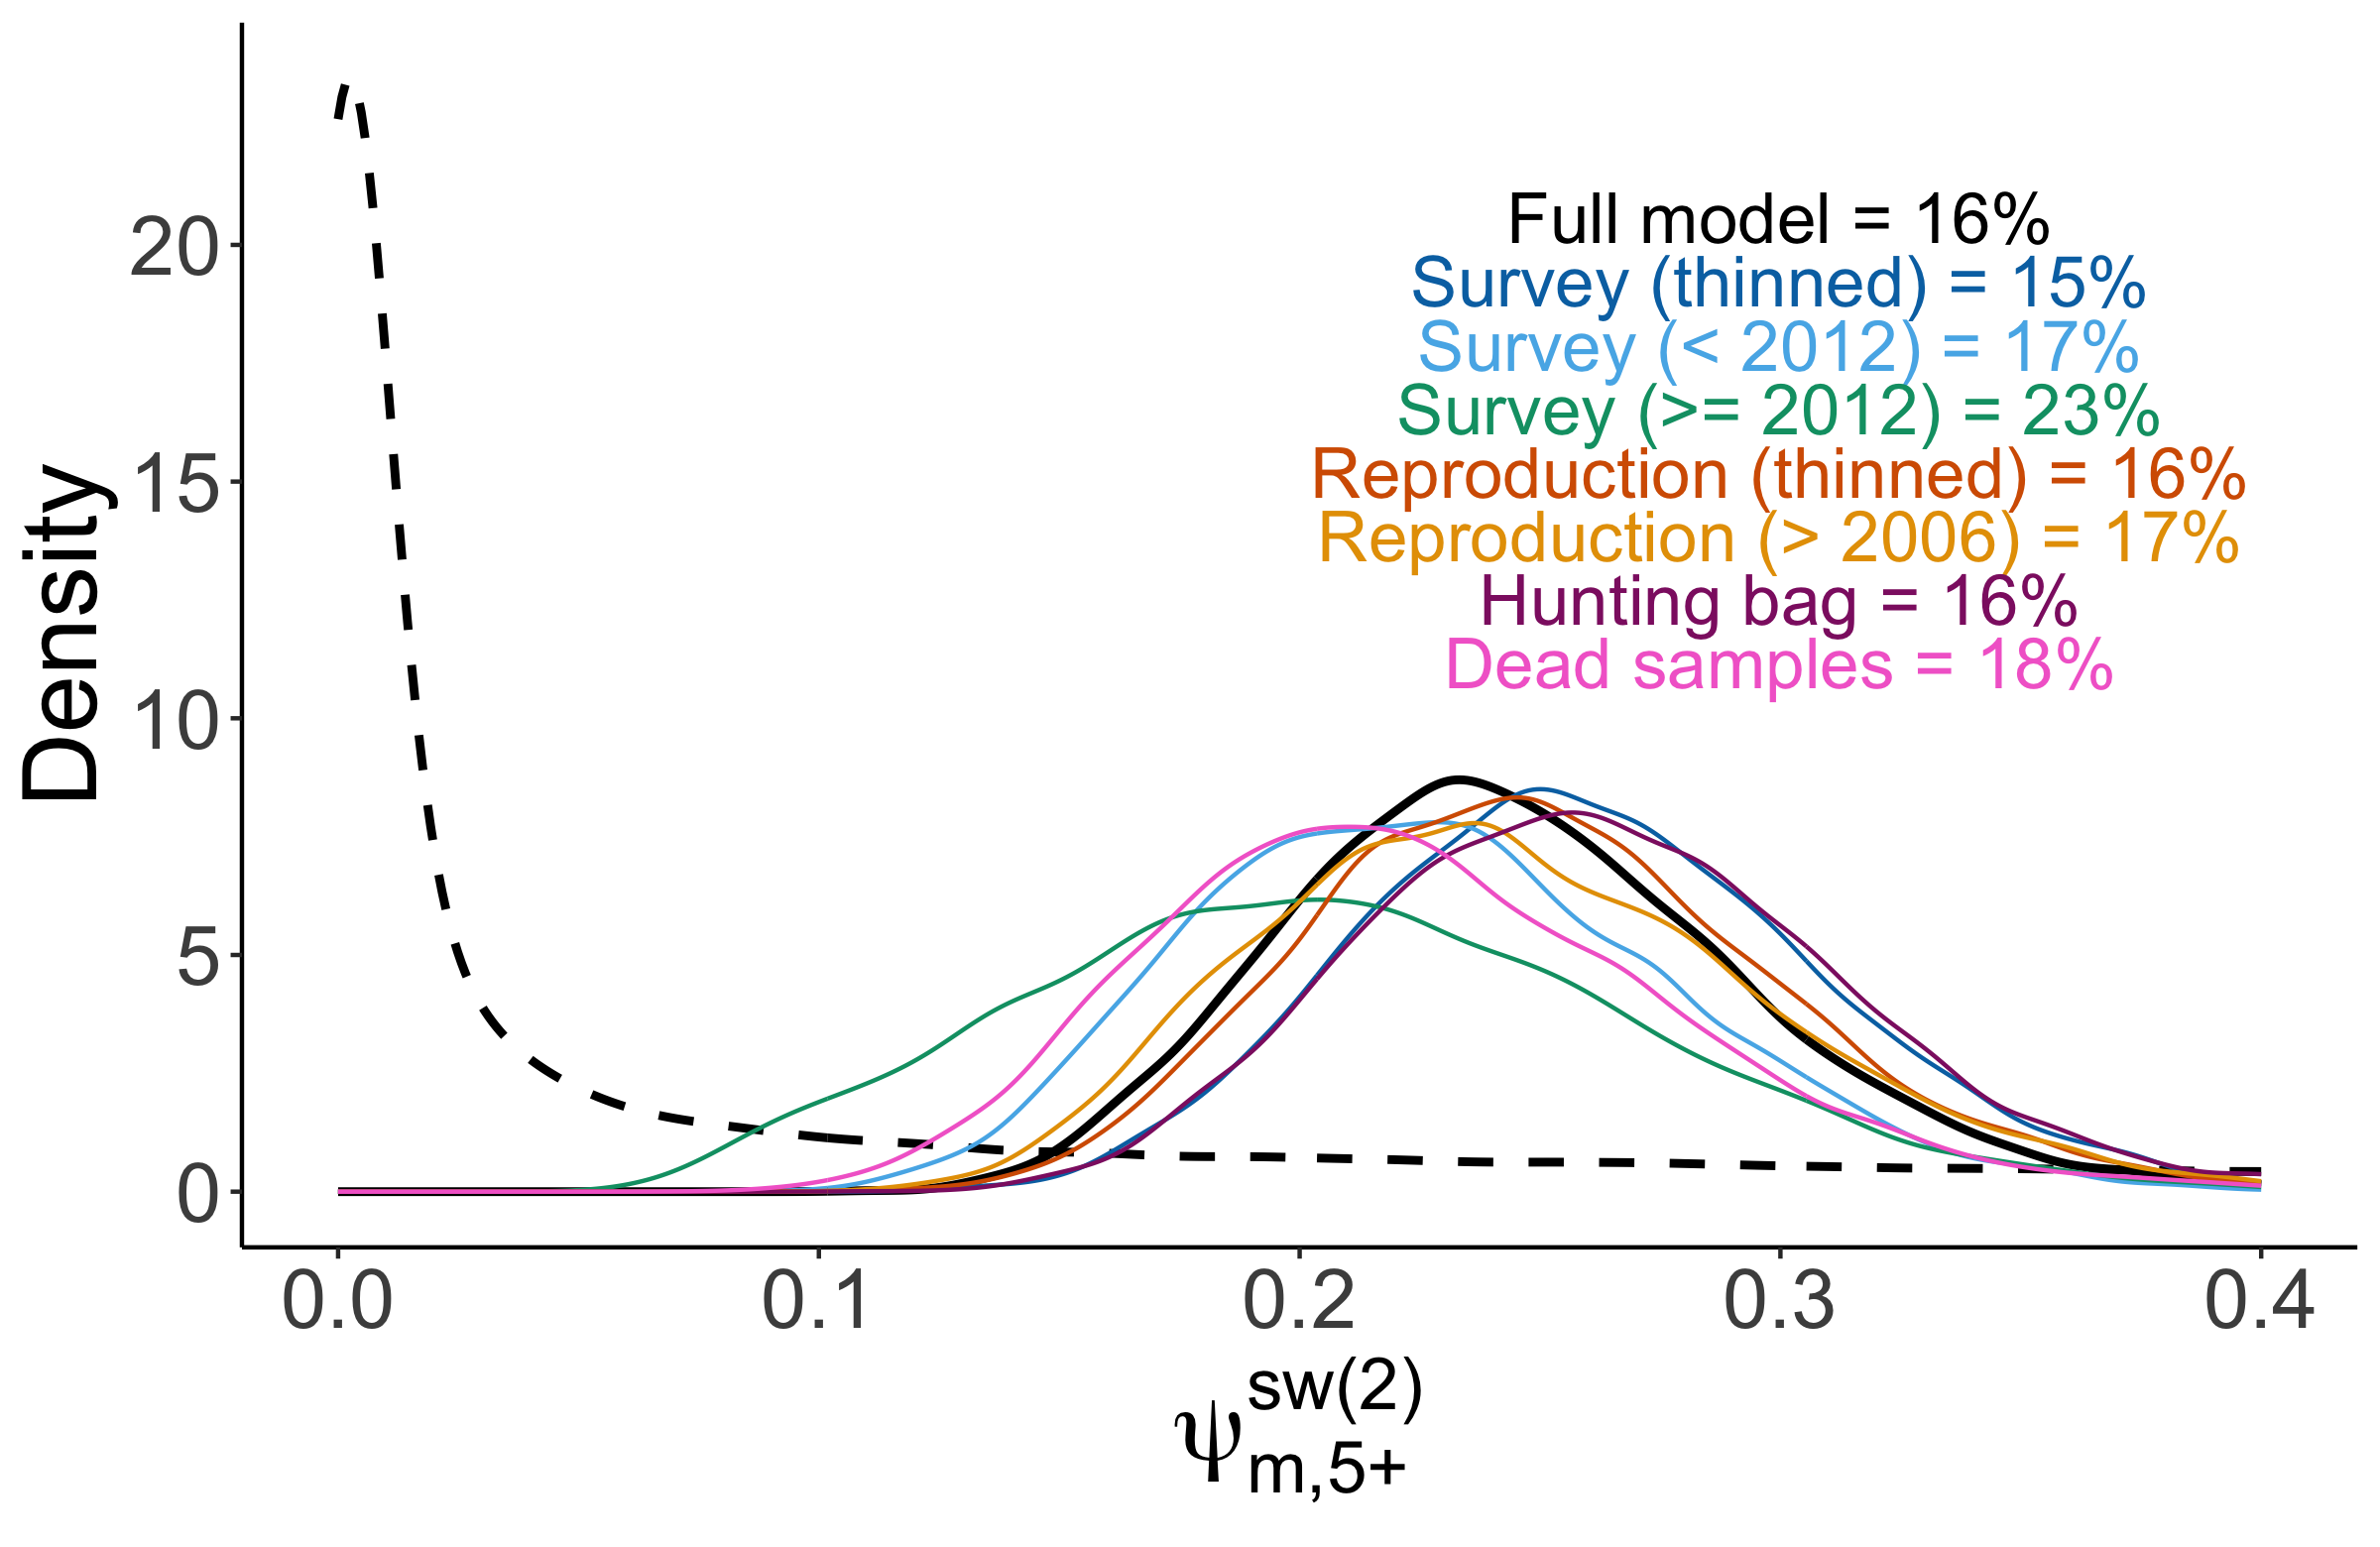 Full model = 16%
Survey (thinned) = 15%
Survey (< 2012) = 17%
Survey (>= 2012) = 23%
Reproduction (thinned) = 16%
Reproduction (> 2006) = 17%
Hunting bag = 16%
Dead samples = 18%
Density
20
15
10
5
0
0.0 0.1 0.2 0.3 0.4
ψ sw(2)
m,5+